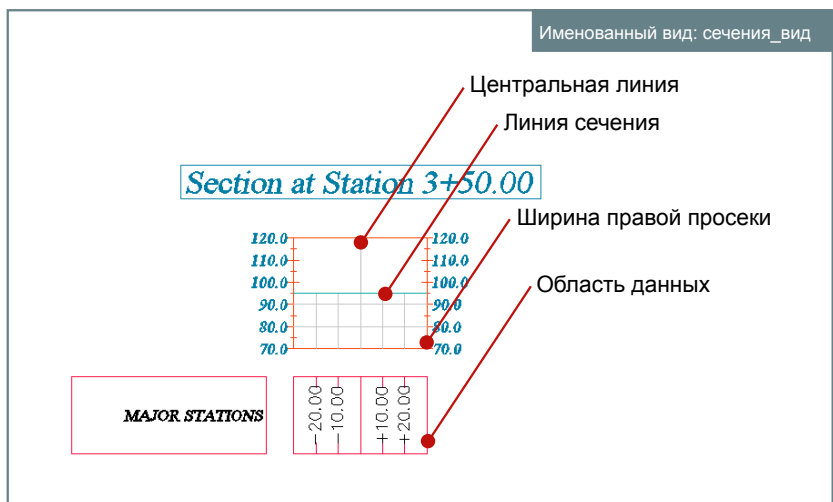 Именованный вид: сечения_вид
Центральная линия
Линия сечения
Section at Station 3+50.00
Ширина правой просеки
120.0 120.0
110.0 110.0
100.0 100.0
Область данных
90.0 90.0
80.0 80.0
70.0 70.0
MAJOR STATIONS
-20.00
-10.00
+10.00
+20.00